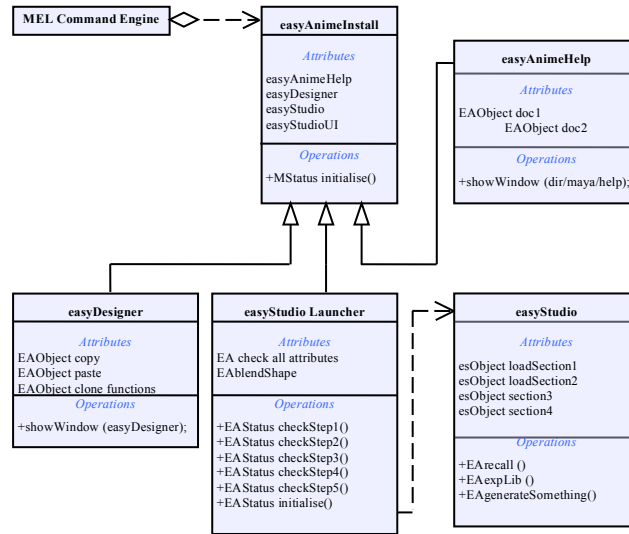 MEL Command Engine
easyAnimeInstall
Attributes
easyAnimeHelp
easyDesigner
easyStudio
easyStudioUI
Operations
+MStatus initialise()
easyAnimeHelp
Attributes
EAObject doc1
EAObject doc2
Operations
+showWindow (dir/maya/help);
easyDesigner
Attributes
EAObject copy
EAObject paste
EAObject clone functions
Operations
+showWindow (easyDesigner);
easyStudio Launcher
Attributes
EA check all attributes
EAblendShape
Operations
+EAStatus checkStep1()
+EAStatus checkStep2()
+EAStatus checkStep3()
+EAStatus checkStep4()
+EAStatus checkStep5()
+EAStatus initialise()
easyStudio
Attributes
esObject loadSection1
esObject loadSection2
esObject section3
esObject section4
Operations
+EArecall ()
+EAexpLib ()
+EAgenerateSomething()